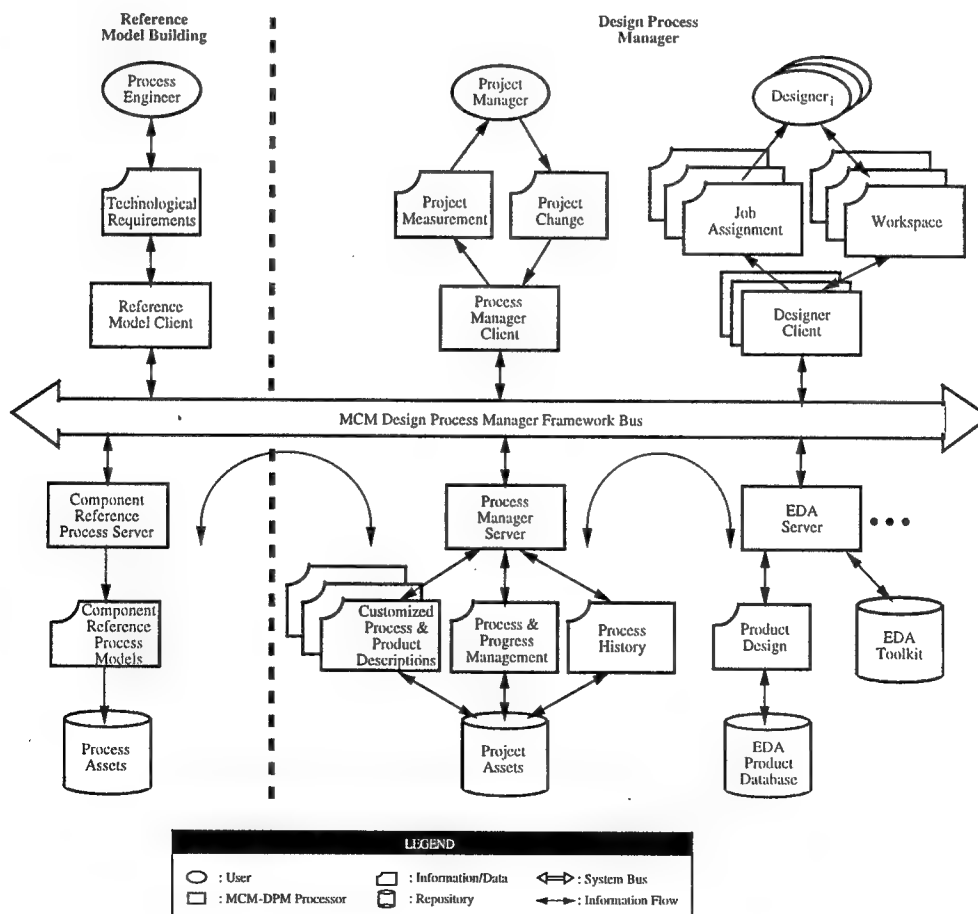 Reference
Model Building
Design Process
Manager
Process
Engineer
Project
Manager
Designer i
Technological
Requirements
Project
Measurement
Project
Change
Job
Assignment
Workspace
Reference
Model Client
Process
Manager
Client
Designer
Client
MCM Design Process Manager Framework Bus
Component
Reference
Process Server
Process
Manager
Server
EDA
Server
Component
Reference
Process
Models
Customized
Process &
Product
Descriptions
Process &
Progress
Management
Process
History
Product
Design
EDA
Toolkit
Process
Assets
Project
Assets
EDA
Product
Database
LEGEND
: User
: Information/Data
: System Bus
: MCM-DPM Processor
: Repository
: Information Flow